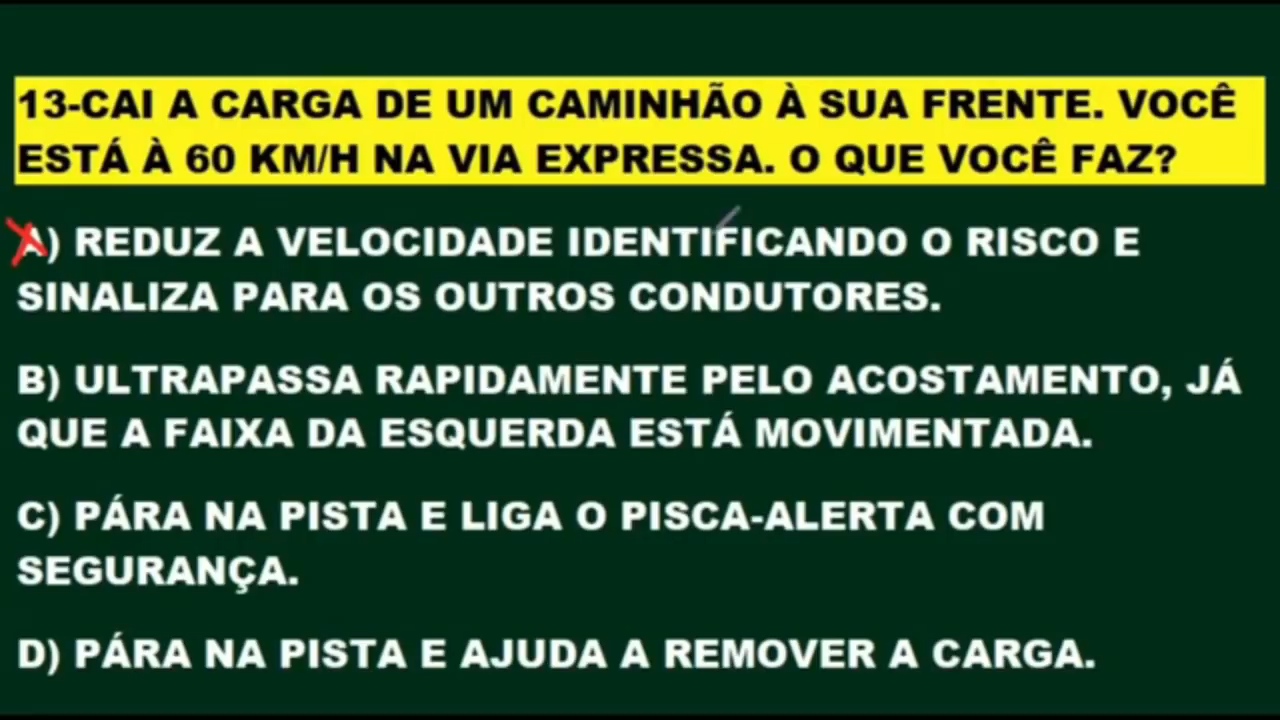 13-CAI A CARGA DE UM CAMINHÃO À SUA FRENTE. VOCÊ
ESTÁ À 60 KM/H NA VIA EXPRESSA. O QUE VOCÊ FAZ?
A) REDUZ A VELOCIDADE IDENTIFICANDO O RISCO E
SINALIZA PARA OS OUTROS CONDUTORES.
B) ULTRAPASSA RAPIDAMENTE PELO ACOSTAMENTO, JÁ
QUE A FAIXA DA ESQUERDA ESTÁ MOVIMENTADA.
C) PÁRA NA PISTA E LIGA O PISCA-ALERTA COM
SEGURANÇA.
D) PÁRA NA PISTA E AJUDA A REMOVER A CARGA.